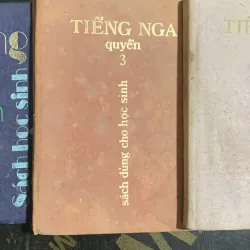 Sách học sinh
TIẾNG NGA
quyển
3
sách dùng cho học sinh